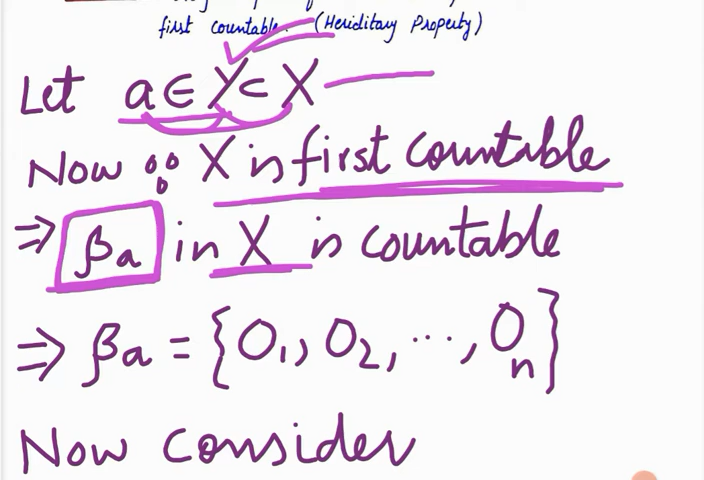 first countable. (Heriditary Property)
Let a ∈ Y ⊂ X
Now ∵ X is first countable
⇒ βa in X is countable
⇒ βa = {O₁, O₂, ..., Oₙ}
Now consider